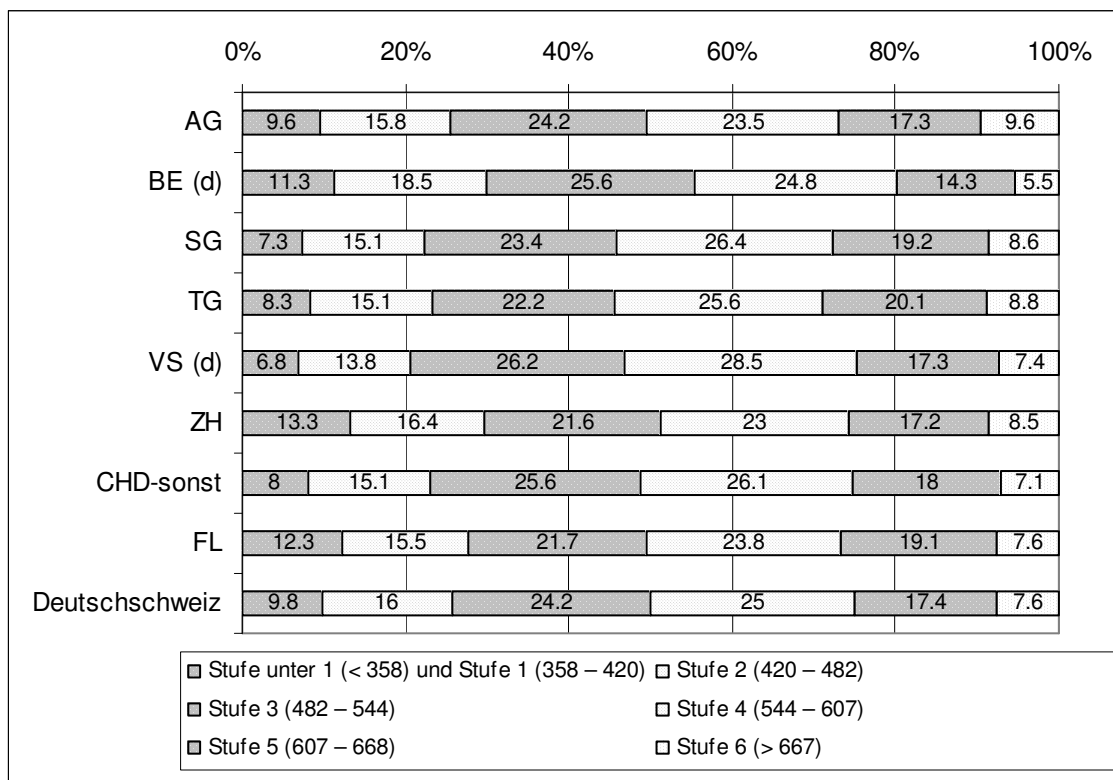 0% 20% 40% 60% 80% 100%
AG 9.6 15.8 24.2 23.5 17.3 9.6
BE (d) 11.3 18.5 25.6 24.8 14.3 5.5
SG 7.3 15.1 23.4 26.4 19.2 8.6
TG 8.3 15.1 22.2 25.6 20.1 8.8
VS (d) 6.8 13.8 26.2 28.5 17.3 7.4
ZH 13.3 16.4 21.6 23 17.2 8.5
CHD-sonst 8 15.1 25.6 26.1 18 7.1
FL 12.3 15.5 21.7 23.8 19.1 7.6
Deutschschweiz 9.8 16 24.2 25 17.4 7.6
Stufe unter 1 (< 358) und Stufe 1 (358 – 420) Stufe 2 (420 – 482)
Stufe 3 (482 – 544) Stufe 4 (544 – 607)
Stufe 5 (607 – 668) Stufe 6 (> 667)